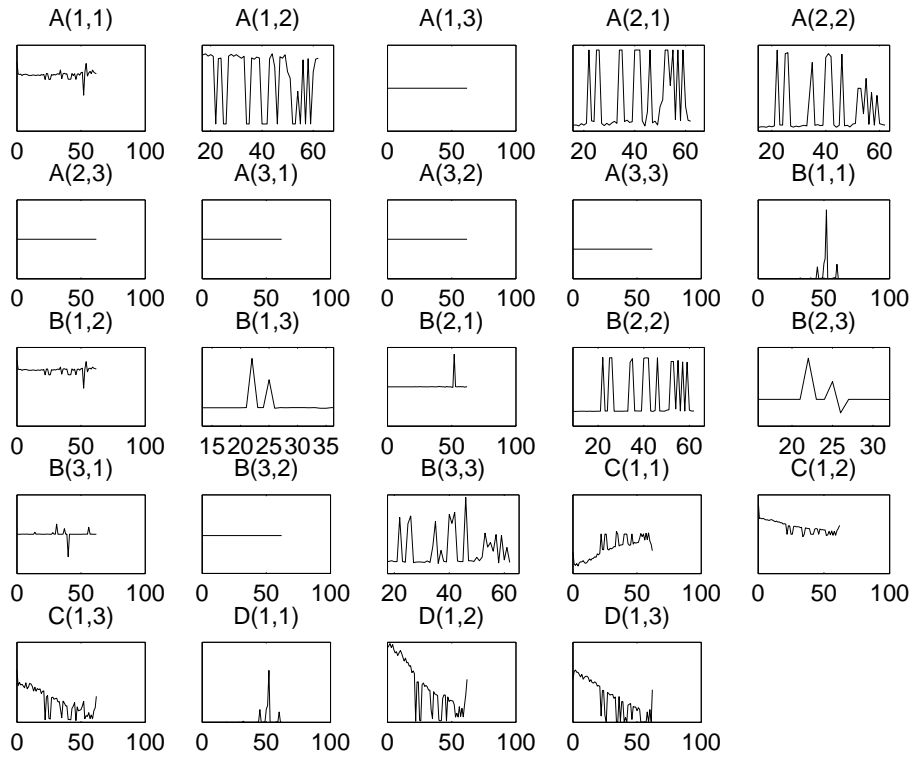 A(1,1) A(1,2) A(1,3) A(2,1) A(2,2)
0 50 100 20 40 60 0 50 100 20 40 60 20 40 60
A(2,3) A(3,1) A(3,2) A(3,3) B(1,1)
0 50 100 0 50 100 0 50 100 0 50 100 0 50 100
B(1,2) B(1,3) B(2,1) B(2,2) B(2,3)
0 50 100 15 20 25 30 35 0 50 100 20 40 60 20 25 30
B(3,1) B(3,2) B(3,3) C(1,1) C(1,2)
0 50 100 0 50 100 20 40 60 0 50 100 0 50 100
C(1,3) D(1,1) D(1,2) D(1,3)
0 50 100 0 50 100 0 50 100 0 50 100